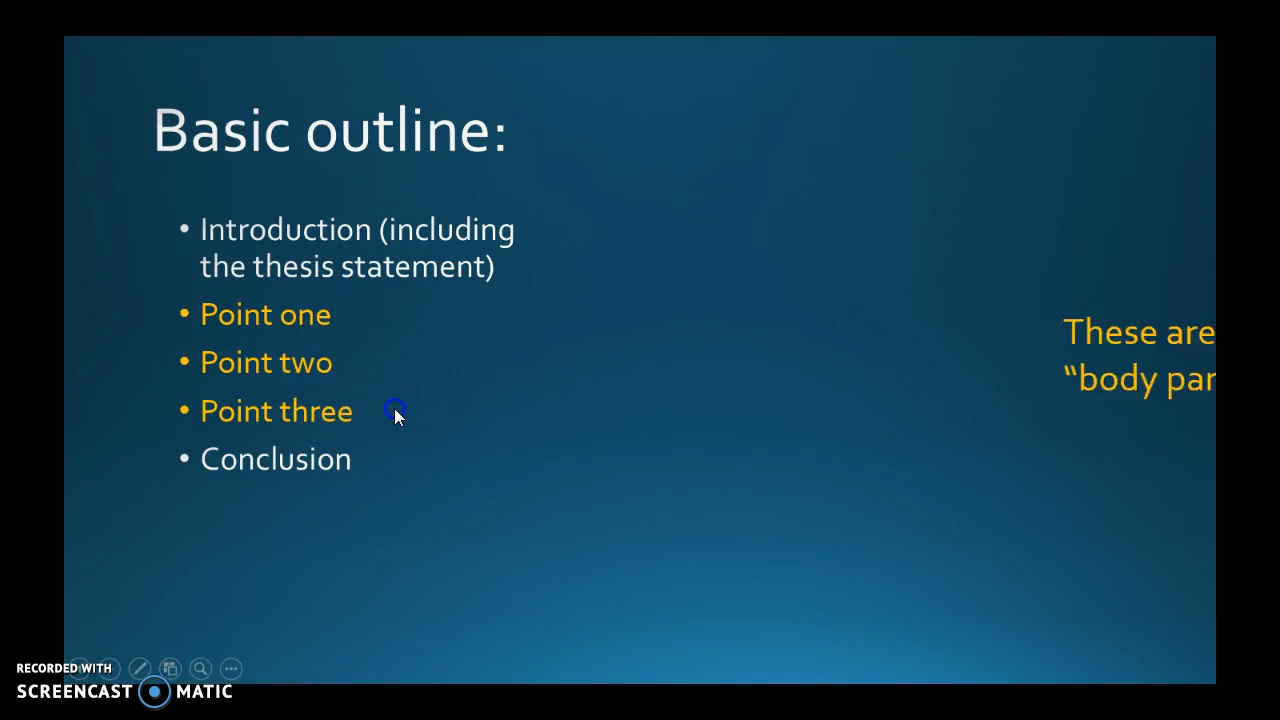 Basic outline:
• Introduction (including
the thesis statement)
• Point one
• Point two
• Point three
• Conclusion
These are
“body par
RECORDED WITH
SCREENCAST MATIC